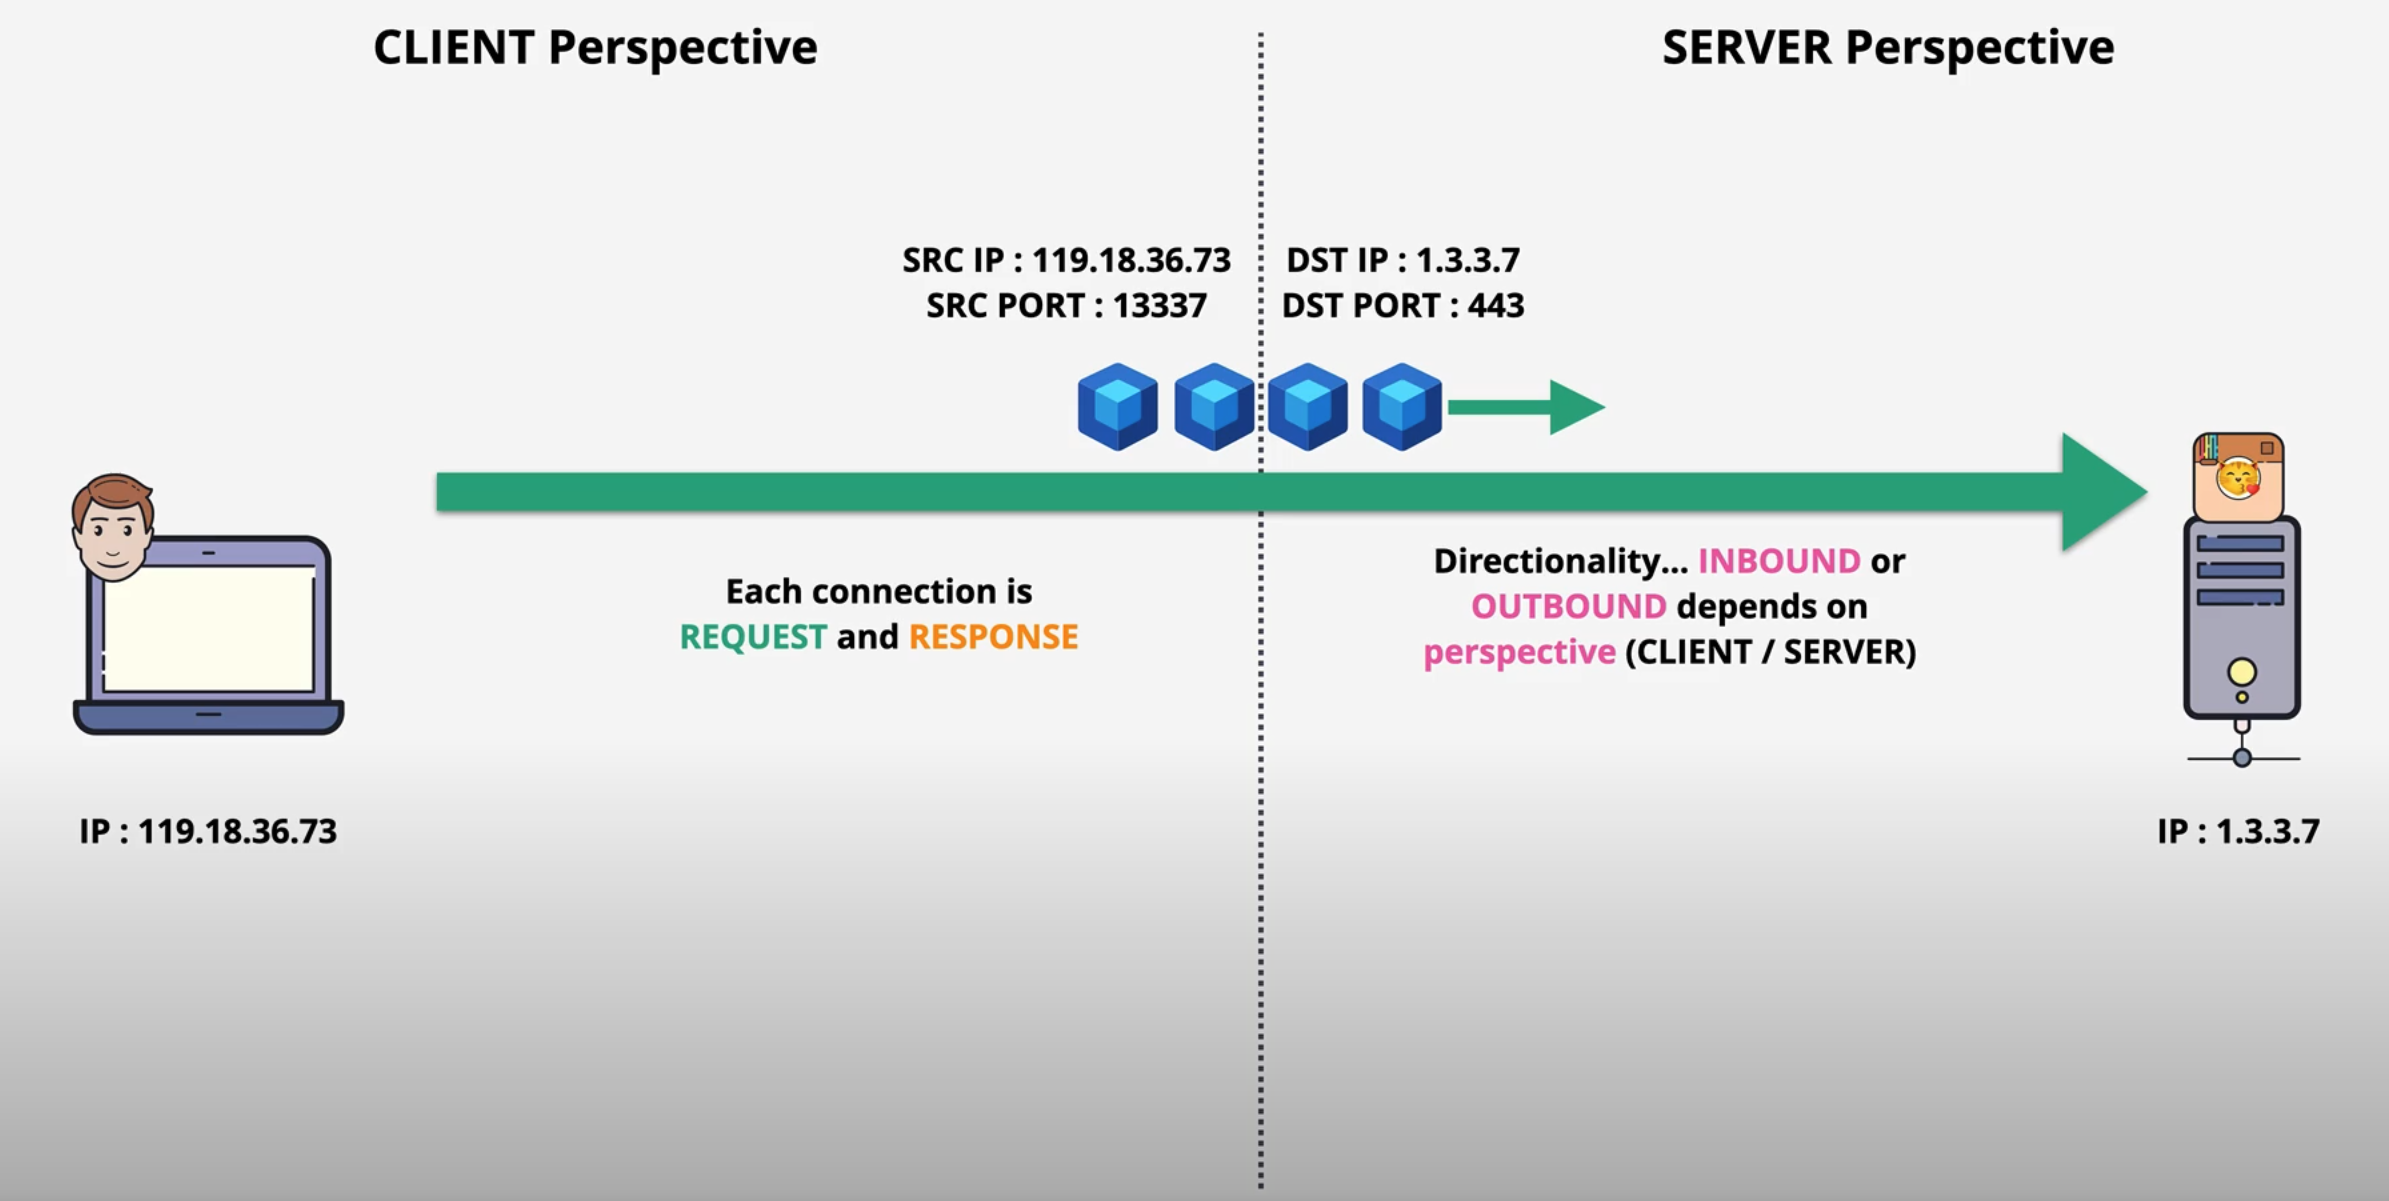 CLIENT Perspective
SERVER Perspective
SRC IP : 119.18.36.73
SRC PORT : 13337
DST IP : 1.3.3.7
DST PORT : 443
Each connection is
REQUEST and RESPONSE
Directionality... INBOUND or
OUTBOUND depends on
perspective (CLIENT / SERVER)
IP : 119.18.36.73
IP : 1.3.3.7